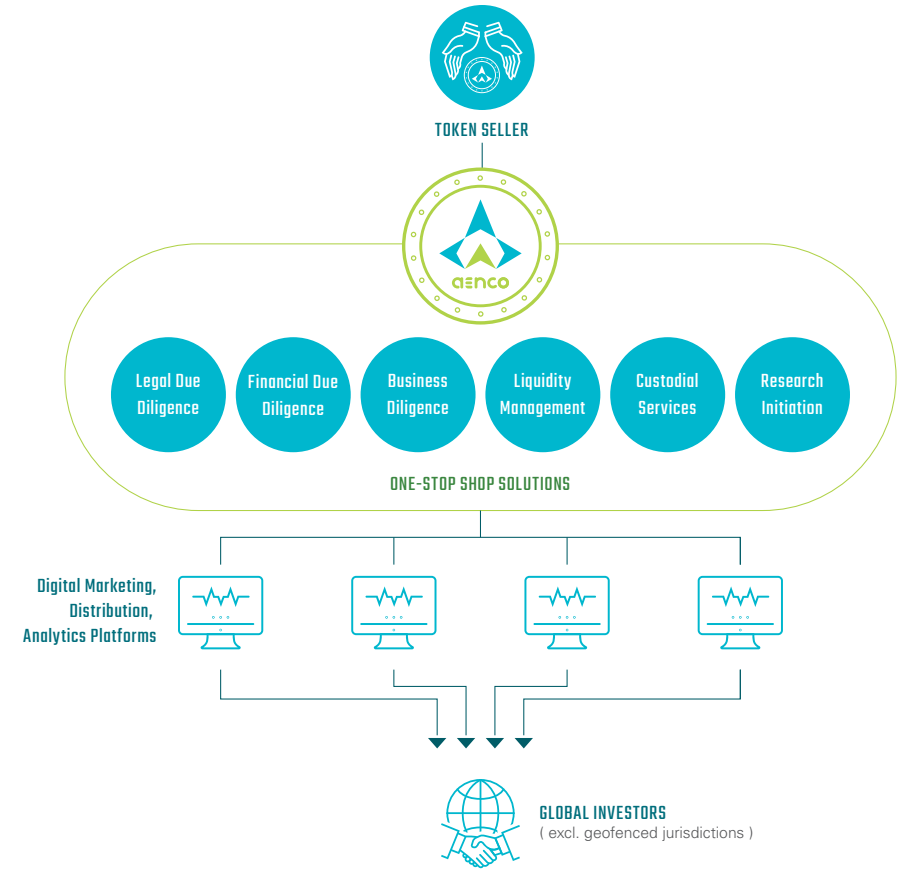 TOKEN SELLER
aenco
Legal Due
Diligence
Financial Due
Diligence
Business
Diligence
Liquidity
Management
Custodial
Services
Research
Initiation
ONE-STOP SHOP SOLUTIONS
Digital Marketing,
Distribution,
Analytics Platforms
GLOBAL INVESTORS
( excl. geofenced jurisdictions )